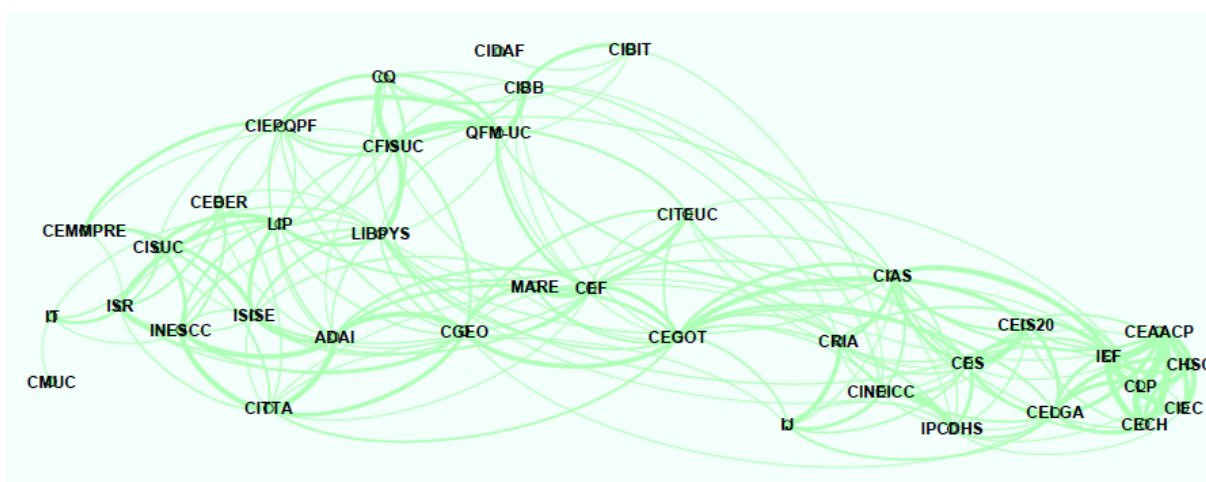 CIDAF
CIBIT
CQ
CIBB
CIEPQPF
QFM-UC
CFISUC
CEBER
LIP
CITEUC
CEMMPRE
CISUC
LIBPYS
CIAS
MARE
CEF
ISR
IT
INESCC
ISISE
ADAI
CGEO
CEGOT
CRIA
CEIS20
CEAACP
IEF
CES
CHSC
CMUC
CLP
CINEICC
CITTA
CELGA
CIEC
IJ
IPCDHS
CECH